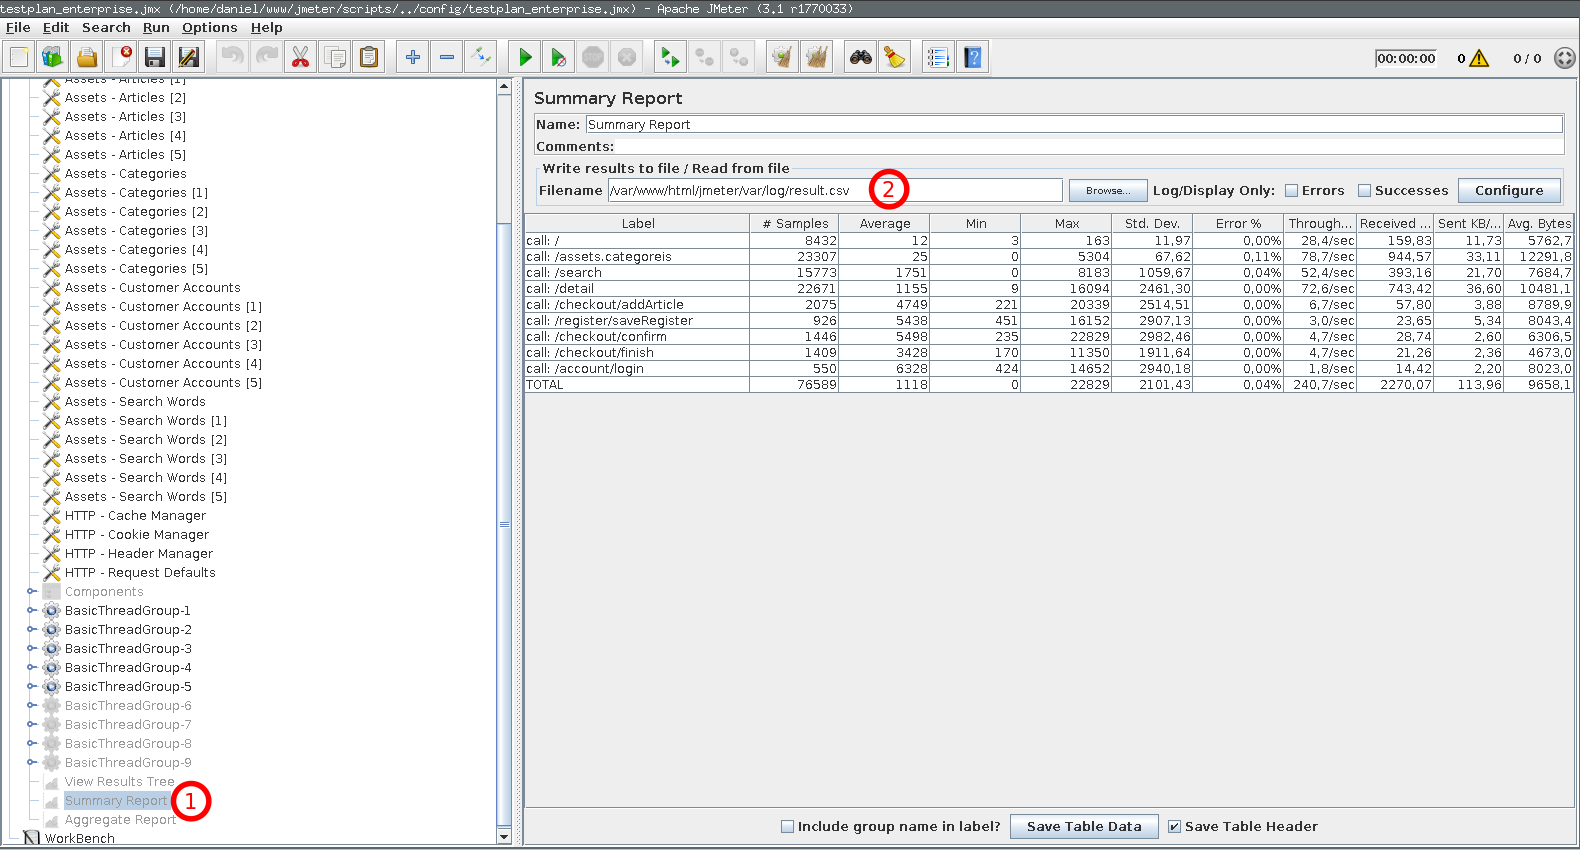 testplan_enterprise.jmx (/home/daniel/www/jmeter/scripts/../config/testplan_enterprise.jmx) - Apache JMeter (3.1 r1770033)
File Edit Search Run Options Help
STOP 00:00:00 0 0 / 0
Assets - Articles [1]
Assets - Articles [2]
Assets - Articles [3]
Assets - Articles [4]
Assets - Articles [5]
Assets - Categories
Assets - Categories [1]
Assets - Categories [2]
Assets - Categories [3]
Assets - Categories [4]
Assets - Categories [5]
Assets - Customer Accounts
Assets - Customer Accounts [1]
Assets - Customer Accounts [2]
Assets - Customer Accounts [3]
Assets - Customer Accounts [4]
Assets - Customer Accounts [5]
Assets - Search Words
Assets - Search Words [1]
Assets - Search Words [2]
Assets - Search Words [3]
Assets - Search Words [4]
Assets - Search Words [5]
HTTP - Cache Manager
HTTP - Cookie Manager
HTTP - Header Manager
HTTP - Request Defaults
Components
BasicThreadGroup-1
BasicThreadGroup-2
BasicThreadGroup-3
BasicThreadGroup-4
BasicThreadGroup-5
BasicThreadGroup-6
BasicThreadGroup-7
BasicThreadGroup-8
BasicThreadGroup-9
View Results Tree
Summary Report 1
Aggregate Report
WorkBench
Summary Report
Name: Summary Report
Comments:
Write results to file / Read from file
Filename /var/www/html/jmeter/var/log/result.csv 2 Browse... Log/Display Only: Errors Successes Configure
Label # Samples Average Min Max Std. Dev. Error % Through... Received ... Sent KB/... Avg. Bytes
call: / 8432 12 3 163 11,97 0,00% 28,4/sec 159,83 11,73 5762,7
call: /assets.categoreis 23307 25 0 5304 67,62 0,11% 78,7/sec 944,57 33,11 12291,8
call: /search 15773 1751 0 8183 1059,67 0,04% 52,4/sec 393,16 21,70 7684,7
call: /detail 22671 1155 9 16094 2461,30 0,00% 72,6/sec 743,42 36,60 10481,1
call: /checkout/addArticle 2075 4749 221 20339 2514,51 0,00% 6,7/sec 57,80 3,88 8789,9
call: /register/saveRegister 926 5438 451 16152 2907,13 0,00% 3,0/sec 23,65 5,34 8043,4
call: /checkout/confirm 1446 5498 235 22829 2982,46 0,00% 4,7/sec 28,74 2,60 6306,5
call: /checkout/finish 1409 3428 170 11350 1911,64 0,00% 4,7/sec 21,26 2,36 4673,0
call: /account/login 550 6328 424 14652 2940,18 0,00% 1,8/sec 14,42 2,20 8023,0
TOTAL 76589 1118 0 22829 2101,43 0,04% 240,7/sec 2270,07 113,96 9658,1
Include group name in label? Save Table Data Save Table Header